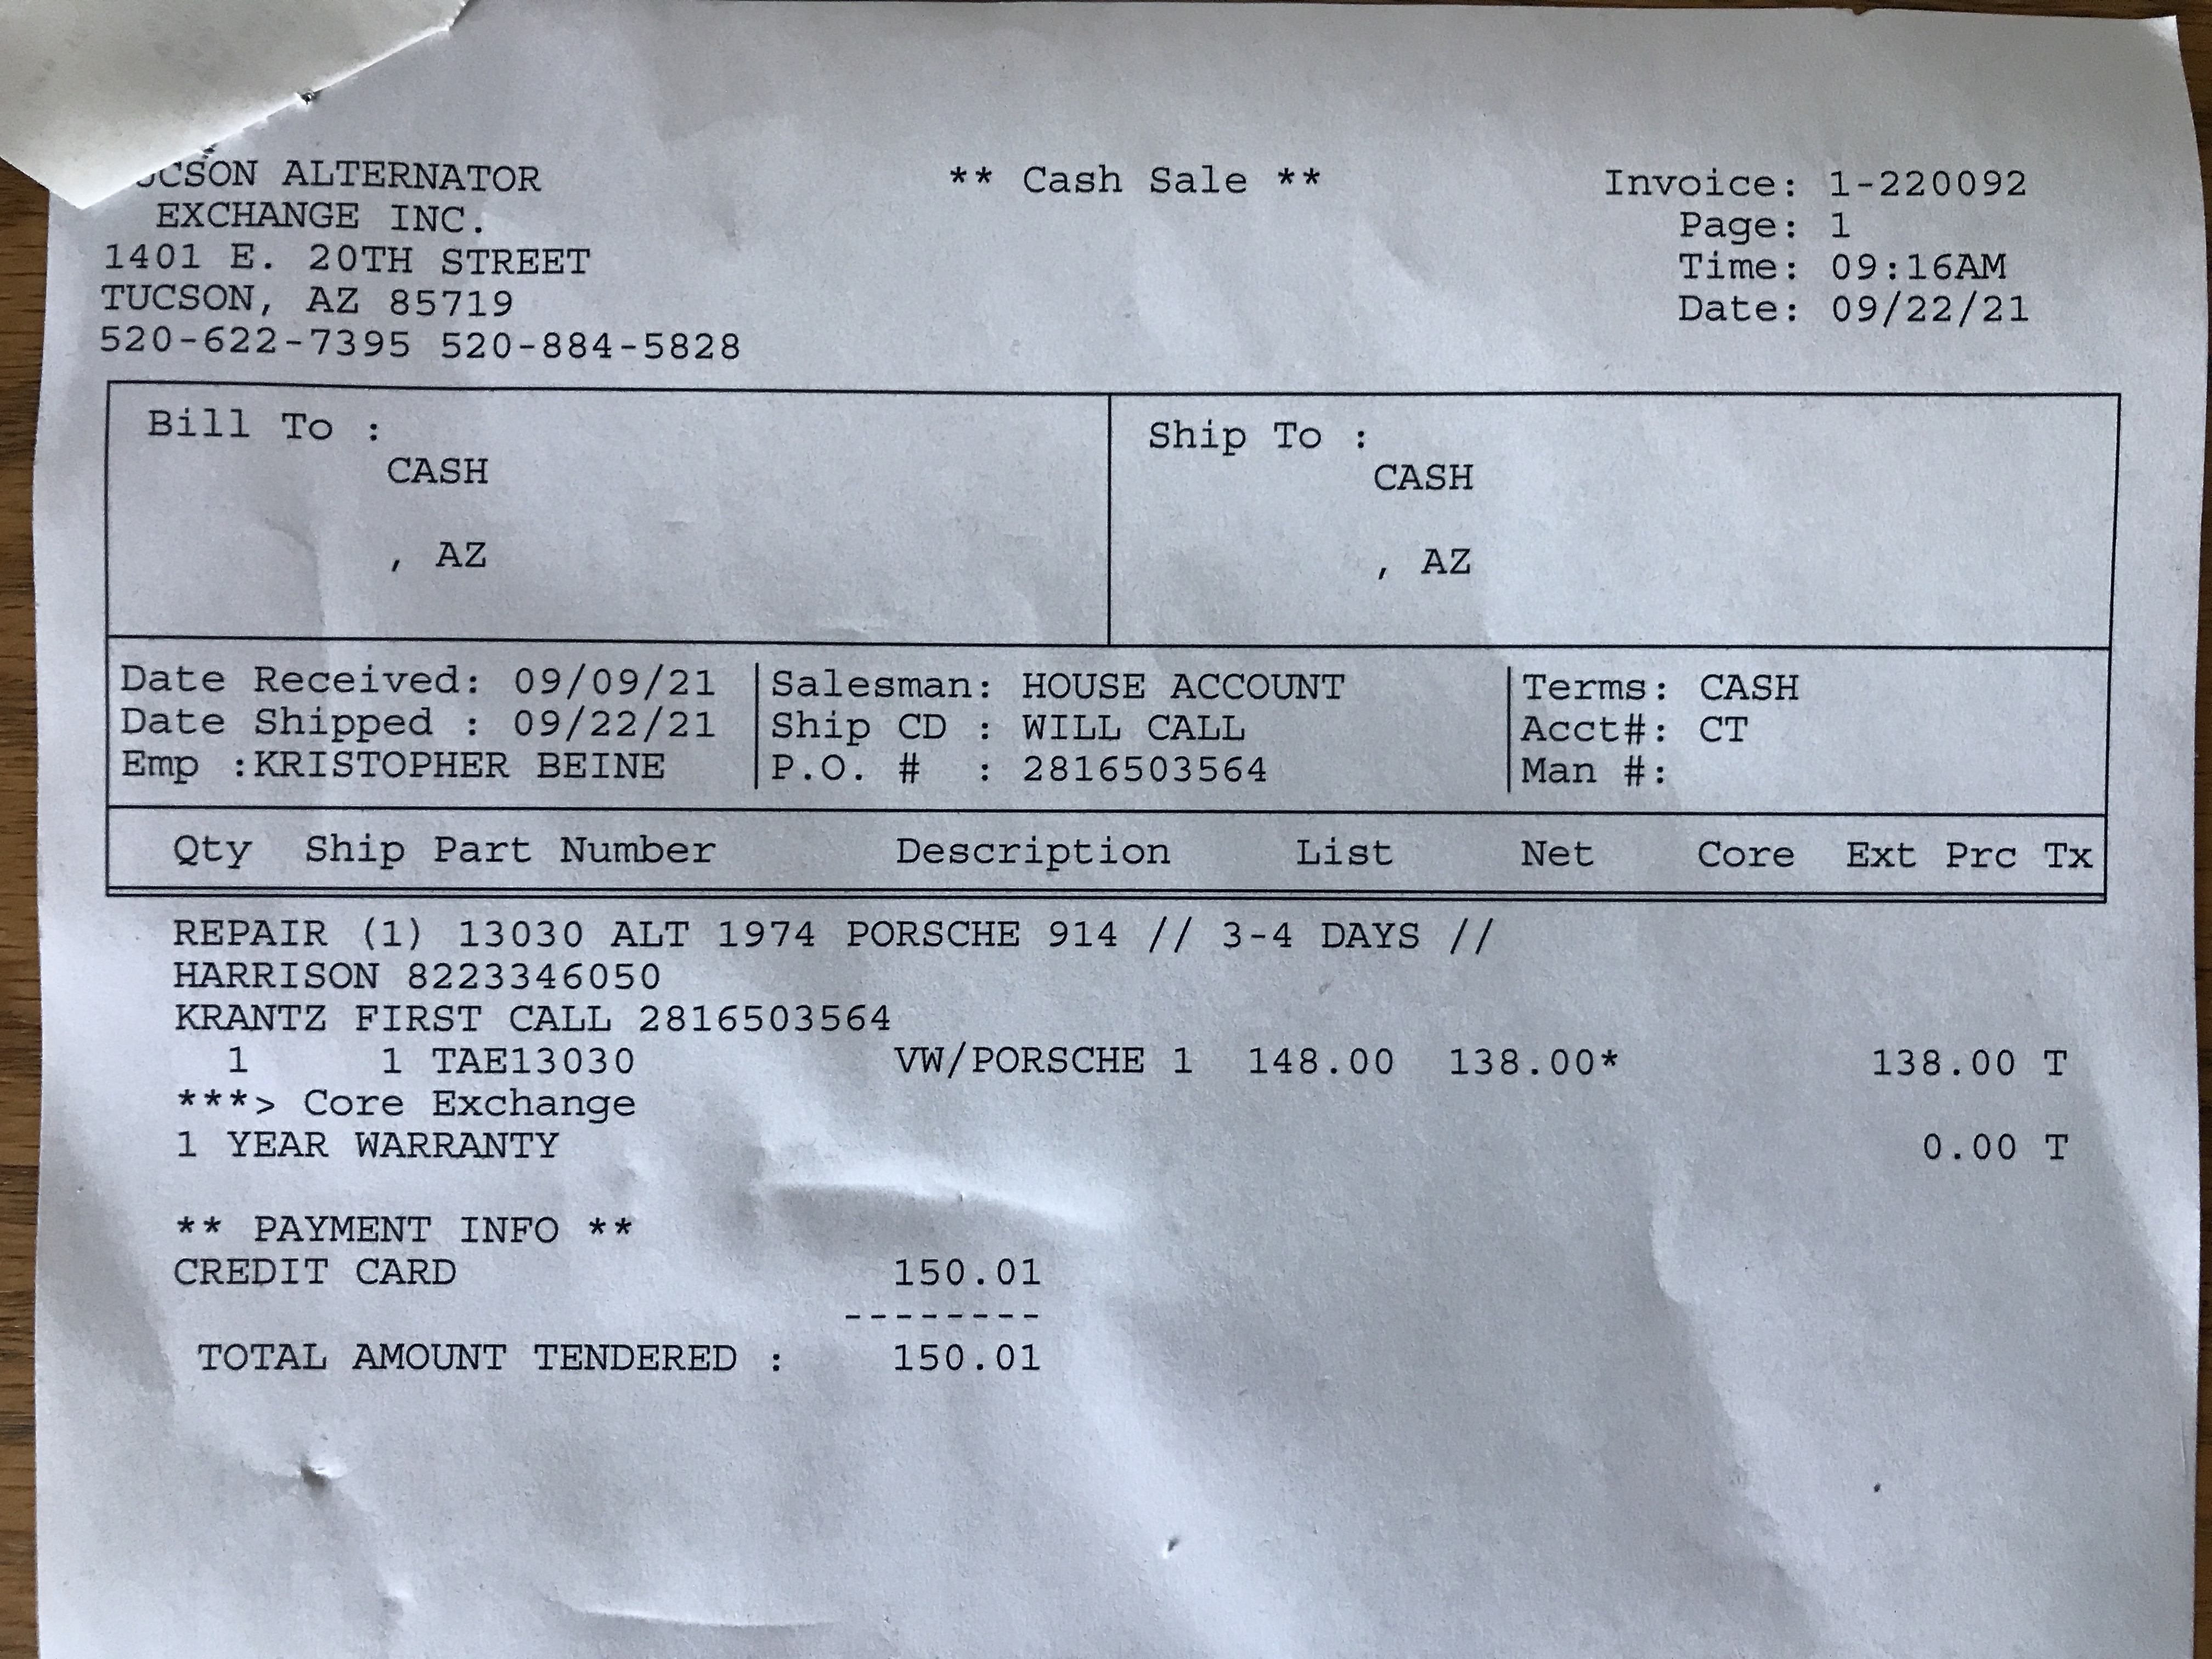 TUCSON ALTERNATOR
EXCHANGE INC.
1401 E. 20TH STREET
TUCSON, AZ 85719
520-622-7395 520-884-5828
** Cash Sale **
Invoice: 1-220092
Page: 1
Time: 09:16AM
Date: 09/22/21
Bill To :
CASH
, AZ
Ship To :
CASH
, AZ
Date Received: 09/09/21
Date Shipped : 09/22/21
Emp :KRISTOPHER BEINE
Salesman: HOUSE ACCOUNT
Ship CD : WILL CALL
P.O. # : 2816503564
Terms: CASH
Acct#: CT
Man #:
Qty Ship Part Number Description List Net Core Ext Prc Tx
REPAIR (1) 13030 ALT 1974 PORSCHE 914 // 3-4 DAYS //
HARRISON 8223346050
KRANTZ FIRST CALL 2816503564
1 1 TAE13030 VW/PORSCHE 1 148.00 138.00* 138.00 T
***> Core Exchange
1 YEAR WARRANTY 0.00 T
** PAYMENT INFO **
CREDIT CARD 150.01
--------
TOTAL AMOUNT TENDERED : 150.01